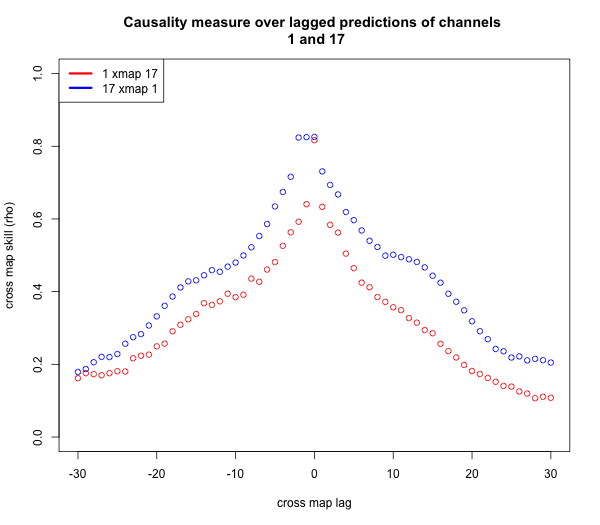 Causality measure over lagged predictions of channels
1 and 17
1 xmap 17
17 xmap 1
cross map skill (rho)
1.0
0.8
0.6
0.4
0.2
0.0
-30 -20 -10 0 10 20 30
cross map lag